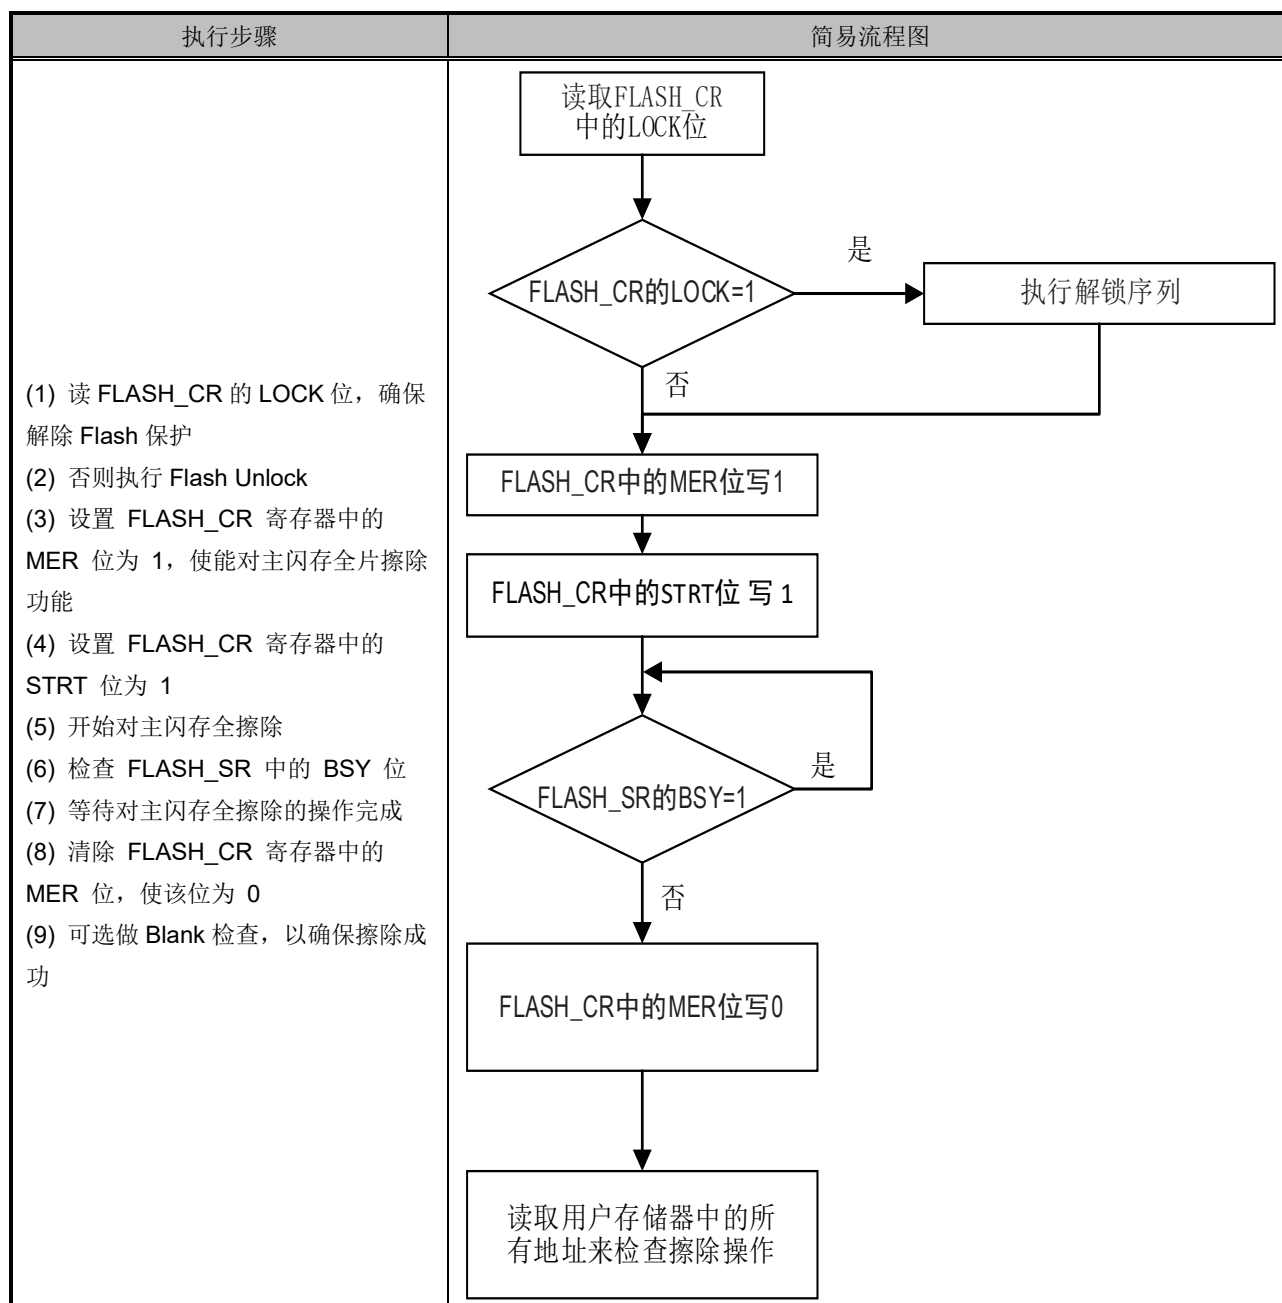 执行步骤
简易流程图
(1) 读 FLASH_CR 的 LOCK 位，确保
解除 Flash 保护
(2) 否则执行 Flash Unlock
(3) 设置 FLASH_CR 寄存器中的
MER 位为 1，使能对主闪存全片擦除
功能
(4) 设置 FLASH_CR 寄存器中的
STRT 位为 1
(5) 开始对主闪存全擦除
(6) 检查 FLASH_SR 中的 BSY 位
(7) 等待对主闪存全擦除的操作完成
(8) 清除 FLASH_CR 寄存器中的
MER 位，使该位为 0
(9) 可选做 Blank 检查，以确保擦除成
功
读取FLASH_CR
中的LOCK位
FLASH_CR的LOCK=1
是
执行解锁序列
否
FLASH_CR中的MER位写1
FLASH_CR中的STRT位 写 1
FLASH_SR的BSY=1
是
否
FLASH_CR中的MER位写0
读取用户存储器中的所
有地址来检查擦除操作